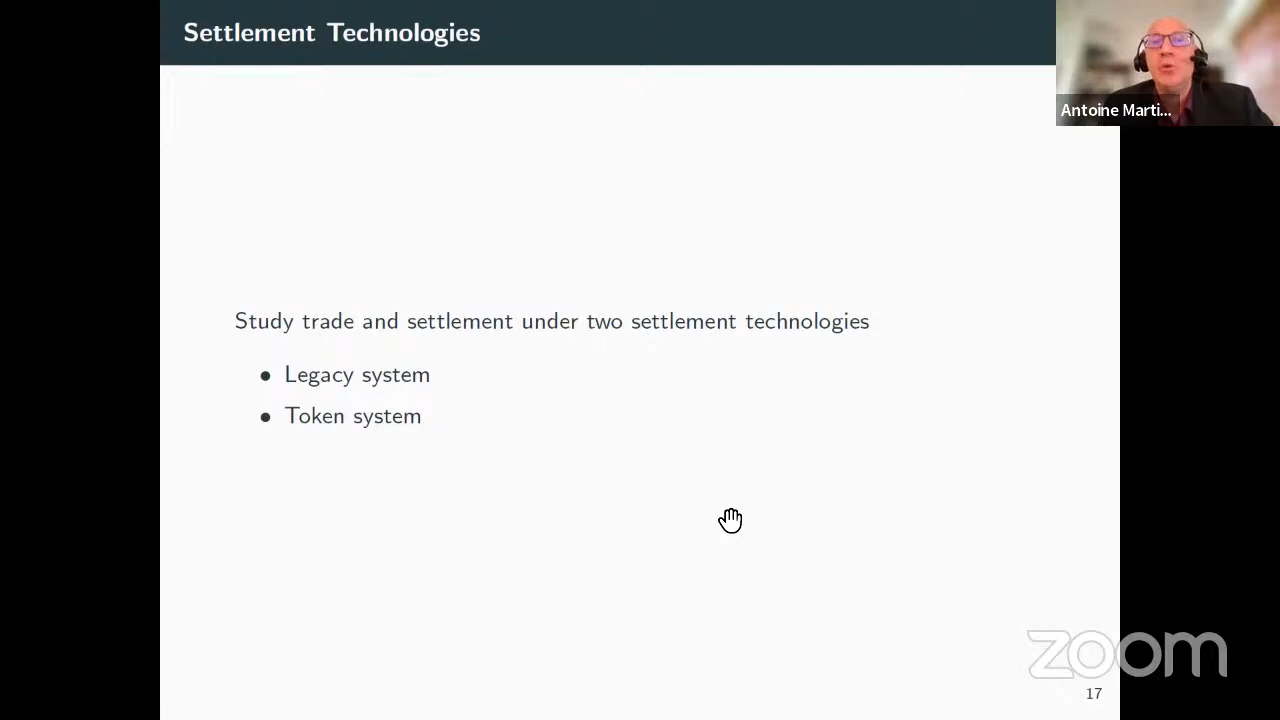 Settlement Technologies
Antoine Marti...
Study trade and settlement under two settlement technologies
• Legacy system
• Token system
zoom
17